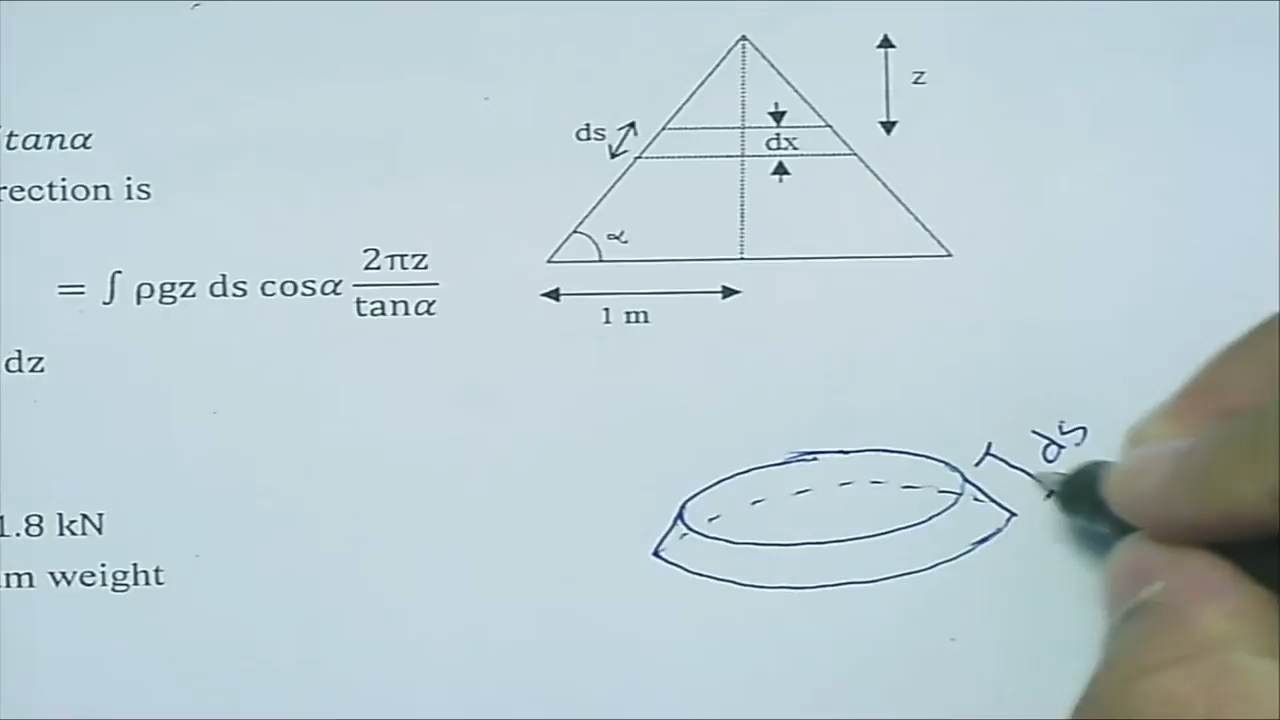 tanα
rection is
= ∫ ρgz ds cosα 2πz/tanα
dz
1.8 kN
m weight
z
ds
dx
α
1 m
ds